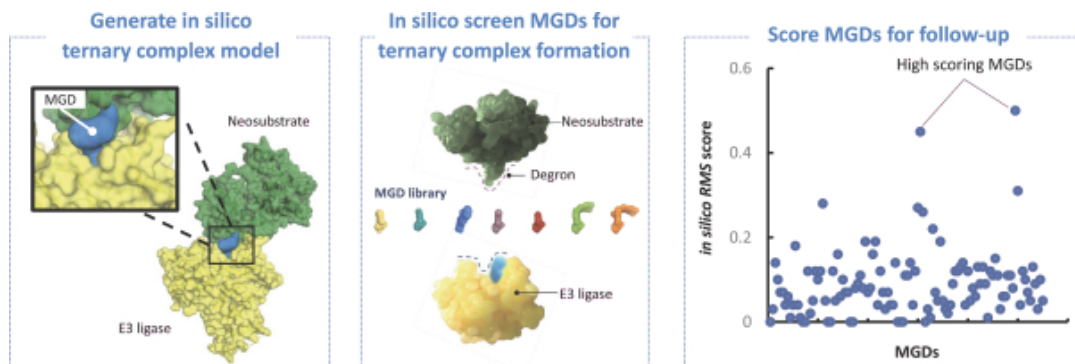 Generate in silico
ternary complex model
MGD
Neosubstrate
E3 ligase
In silico screen MGDs for
ternary complex formation
Neosubstrate
Degron
MGD library
E3 ligase
Score MGDs for follow-up
High scoring MGDs
0.6
0.4
0.2
0
in silico RMS score
MGDs